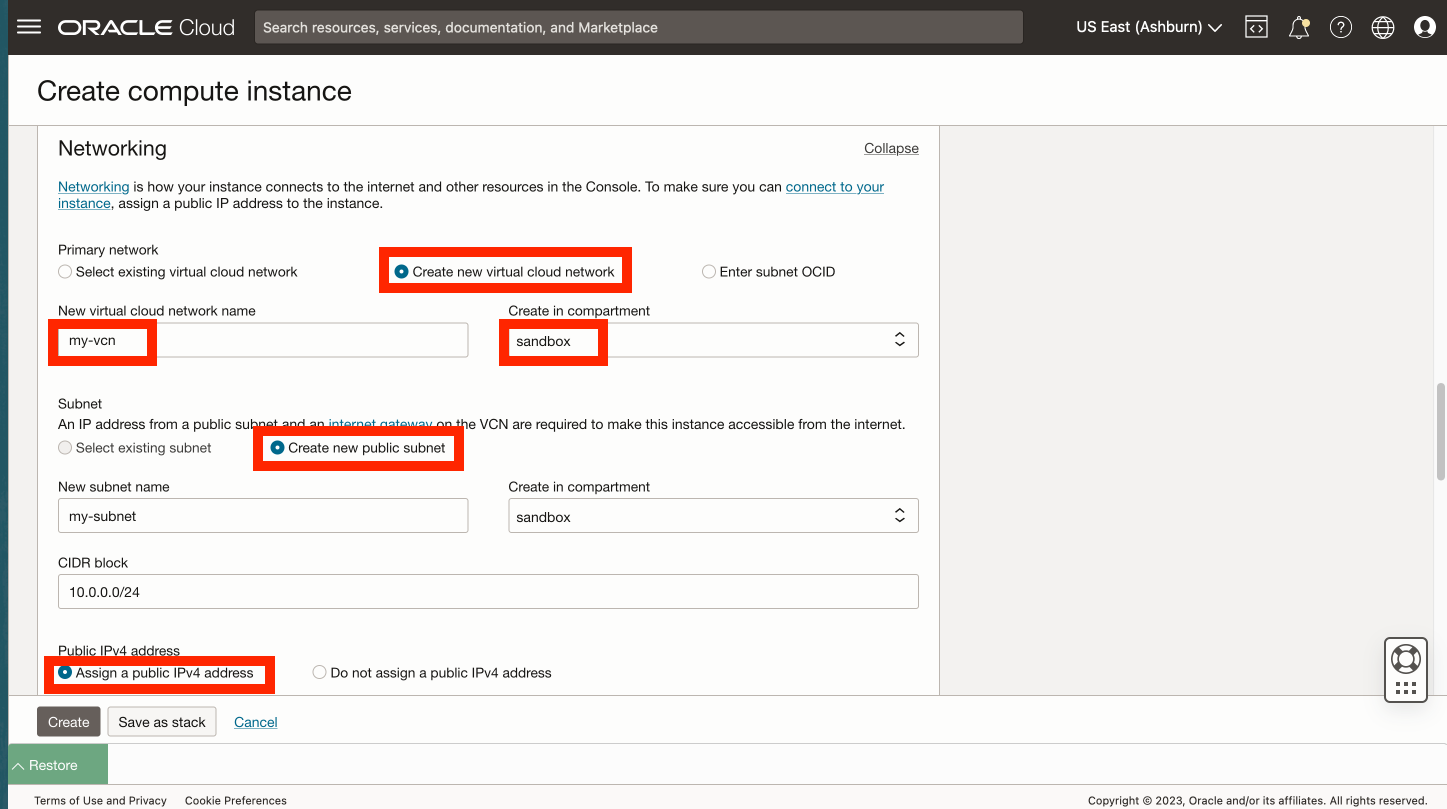 ORACLE Cloud
Search resources, services, documentation, and Marketplace
US East (Ashburn)
Create compute instance
Networking
Collapse
Networking is how your instance connects to the internet and other resources in the Console. To make sure you can connect to your
instance, assign a public IP address to the instance.
Primary network
Select existing virtual cloud network
Create new virtual cloud network
Enter subnet OCID
New virtual cloud network name
Create in compartment
my-vcn
sandbox
Subnet
An IP address from a public subnet and an internet gateway on the VCN are required to make this instance accessible from the internet.
Select existing subnet
Create new public subnet
New subnet name
Create in compartment
my-subnet
sandbox
CIDR block
10.0.0.0/24
Public IPv4 address
Assign a public IPv4 address
Do not assign a public IPv4 address
Create
Save as stack
Cancel
Restore
Terms of Use and Privacy
Cookie Preferences
Copyright © 2023, Oracle and/or its affiliates. All rights reserved.